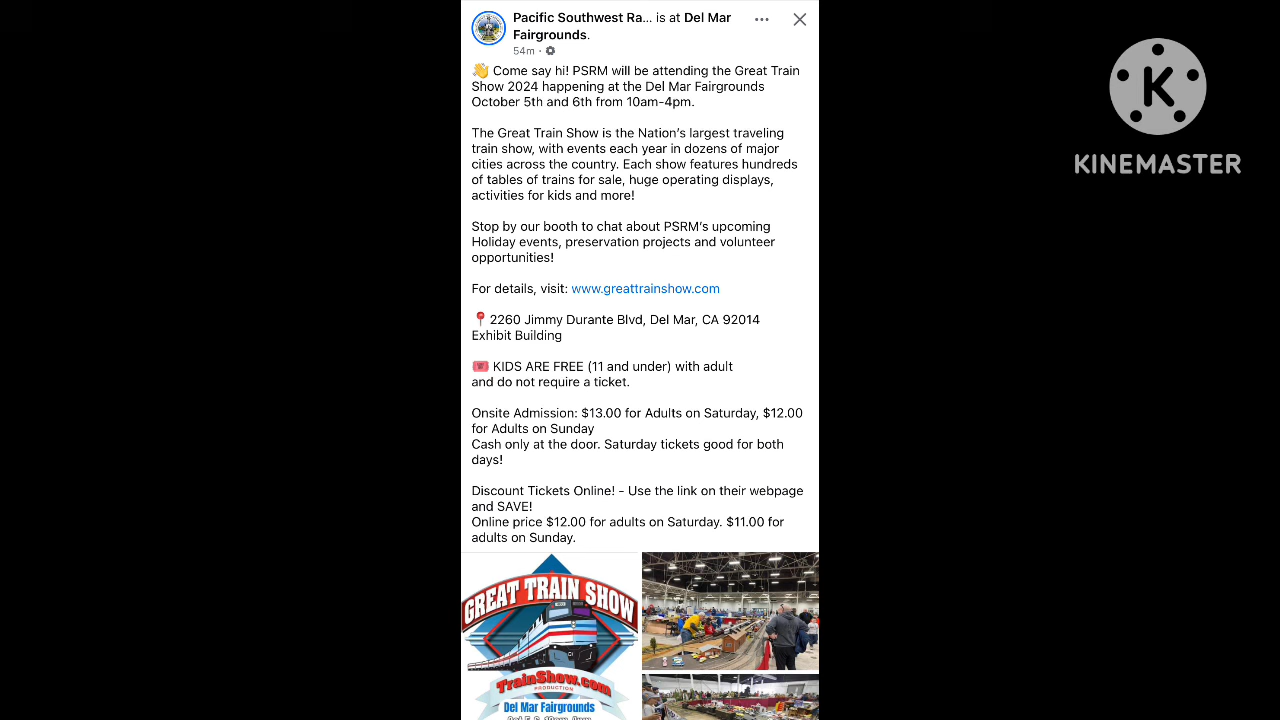 Pacific Southwest Ra... is at Del Mar
Fairgrounds.
54m ·
👋 Come say hi! PSRM will be attending the Great Train
Show 2024 happening at the Del Mar Fairgrounds
October 5th and 6th from 10am-4pm.
The Great Train Show is the Nation's largest traveling
train show, with events each year in dozens of major
cities across the country. Each show features hundreds
of tables of trains for sale, huge operating displays,
activities for kids and more!
Stop by our booth to chat about PSRM's upcoming
Holiday events, preservation projects and volunteer
opportunities!
For details, visit: www.greattrainshow.com
📍 2260 Jimmy Durante Blvd, Del Mar, CA 92014
Exhibit Building
🎟 KIDS ARE FREE (11 and under) with adult
and do not require a ticket.
Onsite Admission: $13.00 for Adults on Saturday, $12.00
for Adults on Sunday
Cash only at the door. Saturday tickets good for both
days!
Discount Tickets Online! - Use the link on their webpage
and SAVE!
Online price $12.00 for adults on Saturday. $11.00 for
adults on Sunday.
GREAT TRAIN SHOW
TrainShow.com
PRODUCTION
Del Mar Fairgrounds
K
KINEMASTER